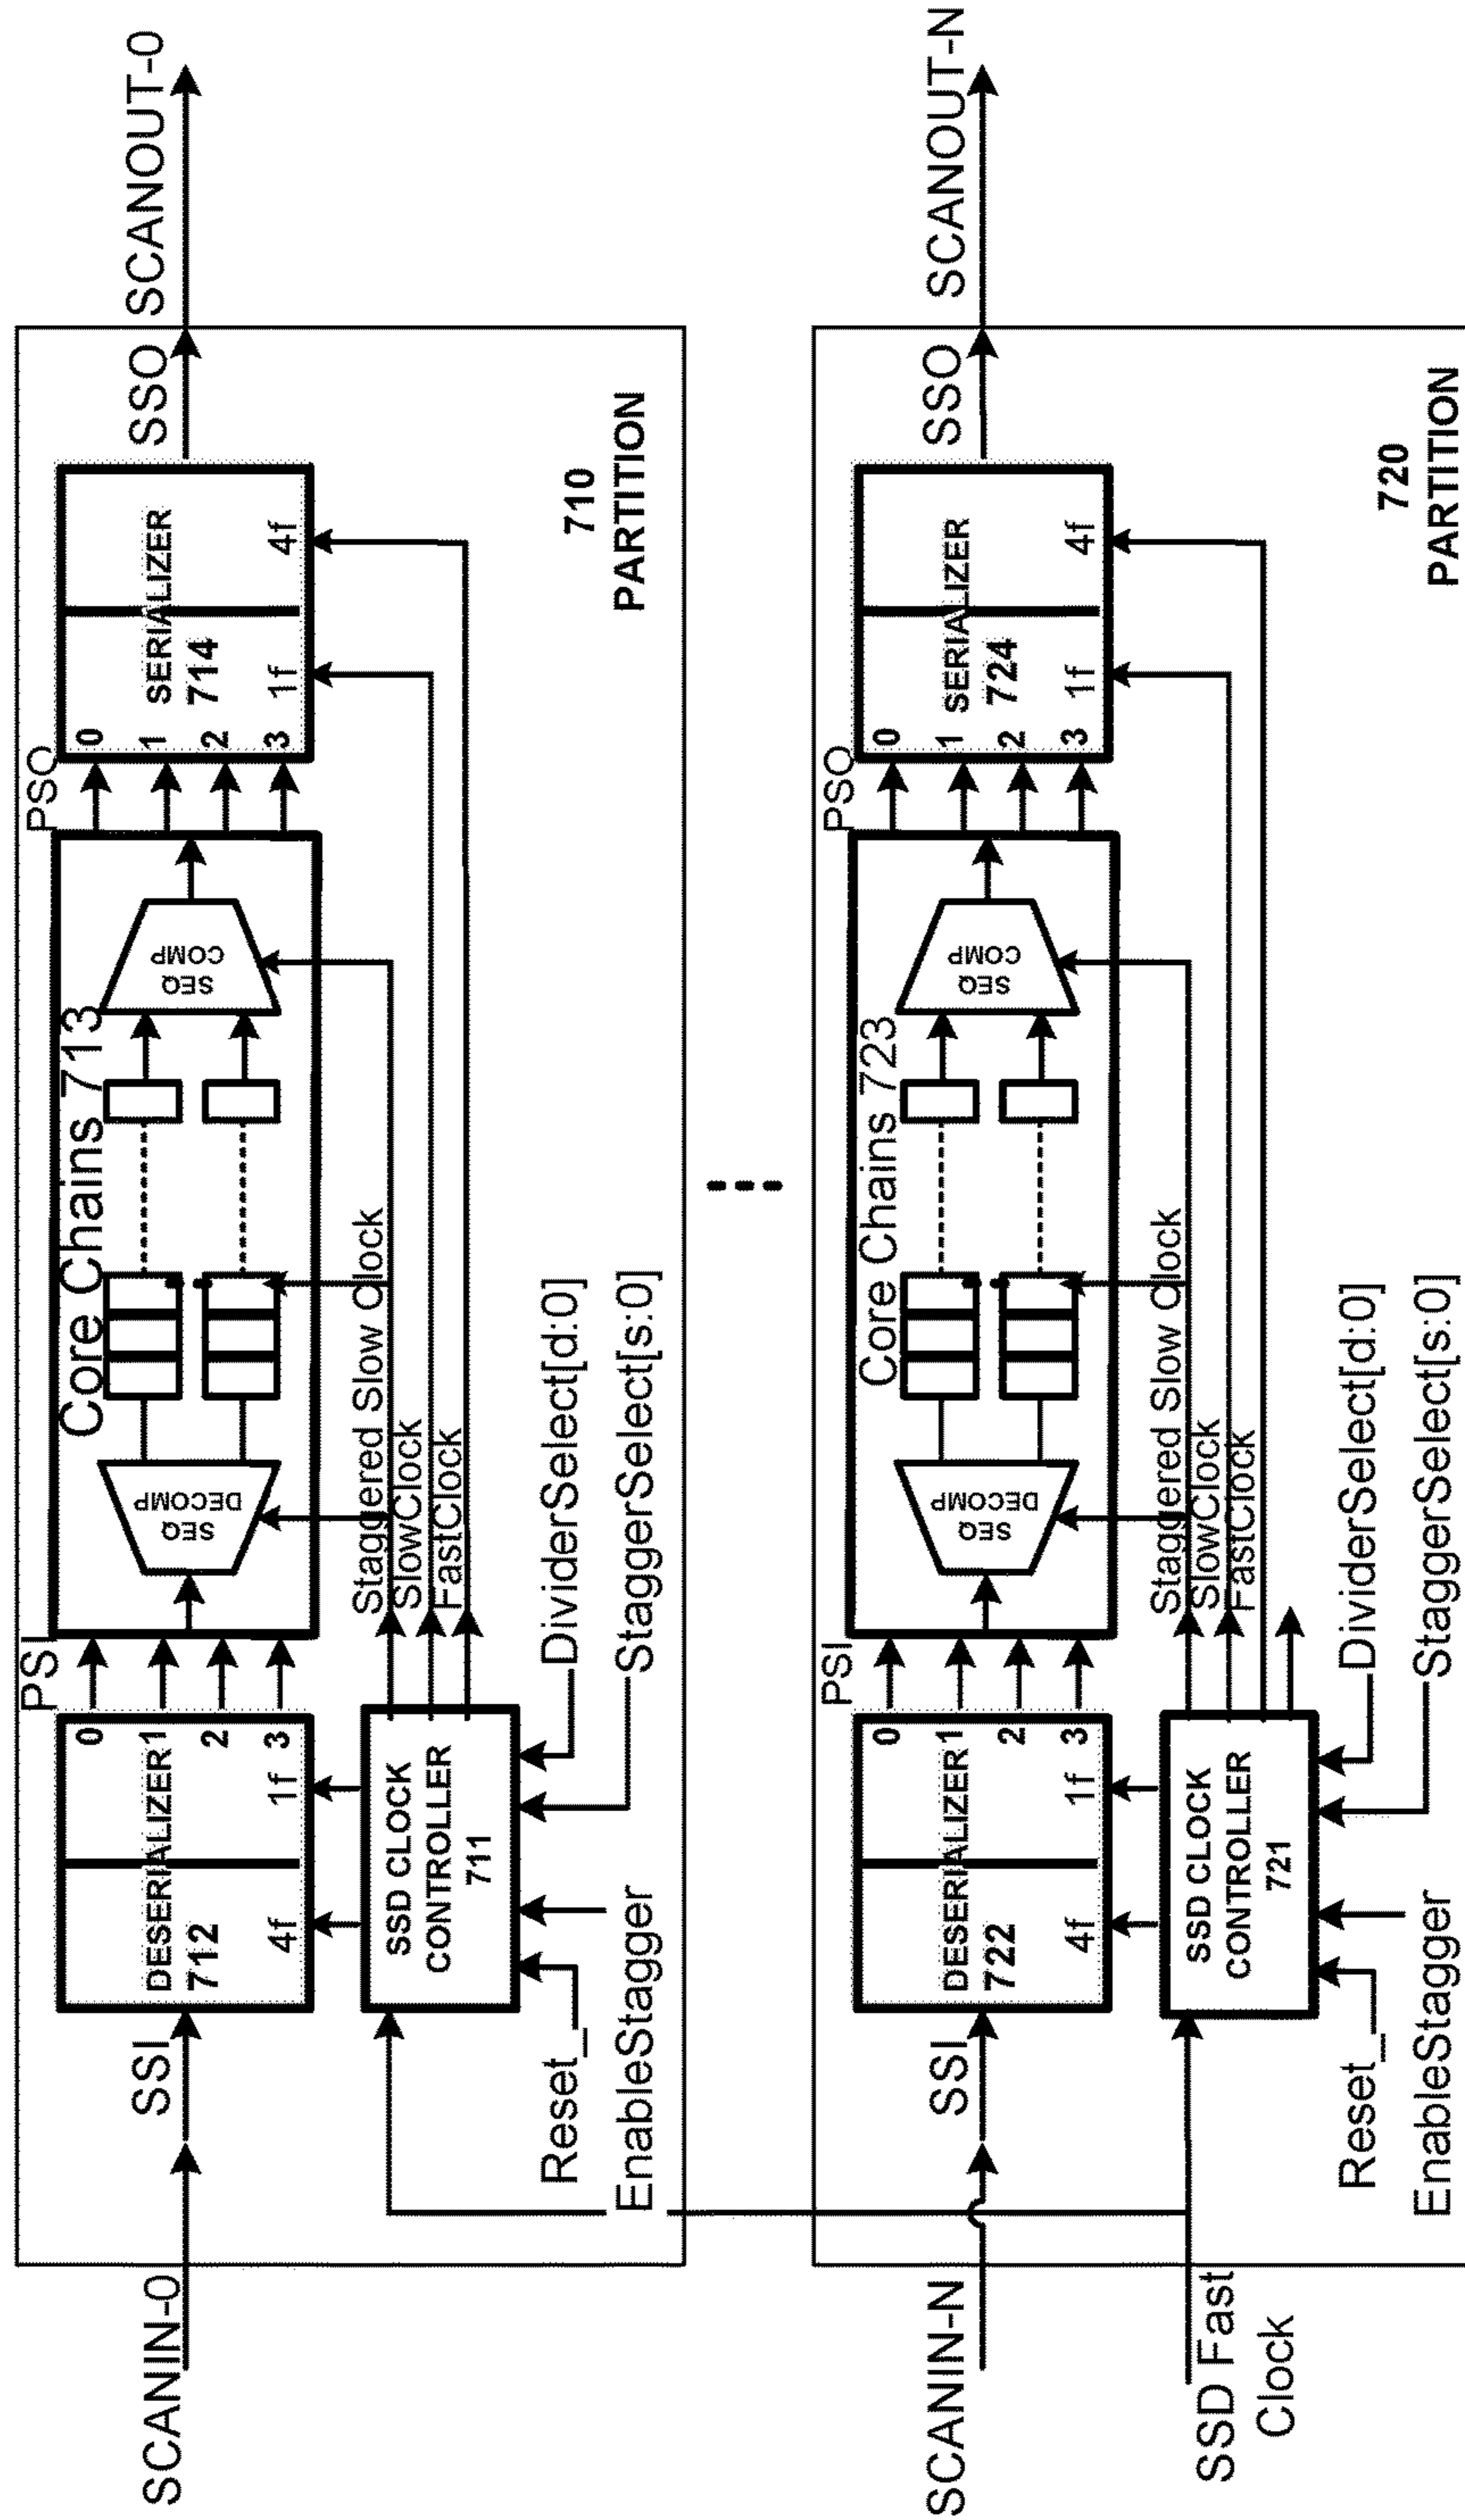 SCANIN-0
SSI
DESERIALIZER
712
4f
1f
0
1
2
3
PSI
Core Chains 713
SEQ
DECOMP
SEQ
COMP
PSO
0
1
2
3
SERIALIZER
714
1f
4f
SSO
SCANOUT-0
SSD CLOCK
CONTROLLER
711
Staggered Slow Clock
SlowClock
FastClock
Reset_
EnableStagger
DividerSelect[d:0]
StaggerSelect[s:0]
710
PARTITION
SCANIN-N
SSI
DESERIALIZER
722
4f
1f
0
1
2
3
PSI
Core Chains 723
SEQ
DECOMP
SEQ
COMP
PSO
0
1
2
3
SERIALIZER
724
1f
4f
SSO
SCANOUT-N
SSD Fast
Clock
SSD CLOCK
CONTROLLER
721
Staggered Slow Clock
SlowClock
FastClock
Reset_
EnableStagger
DividerSelect[d:0]
StaggerSelect[s:0]
720
PARTITION